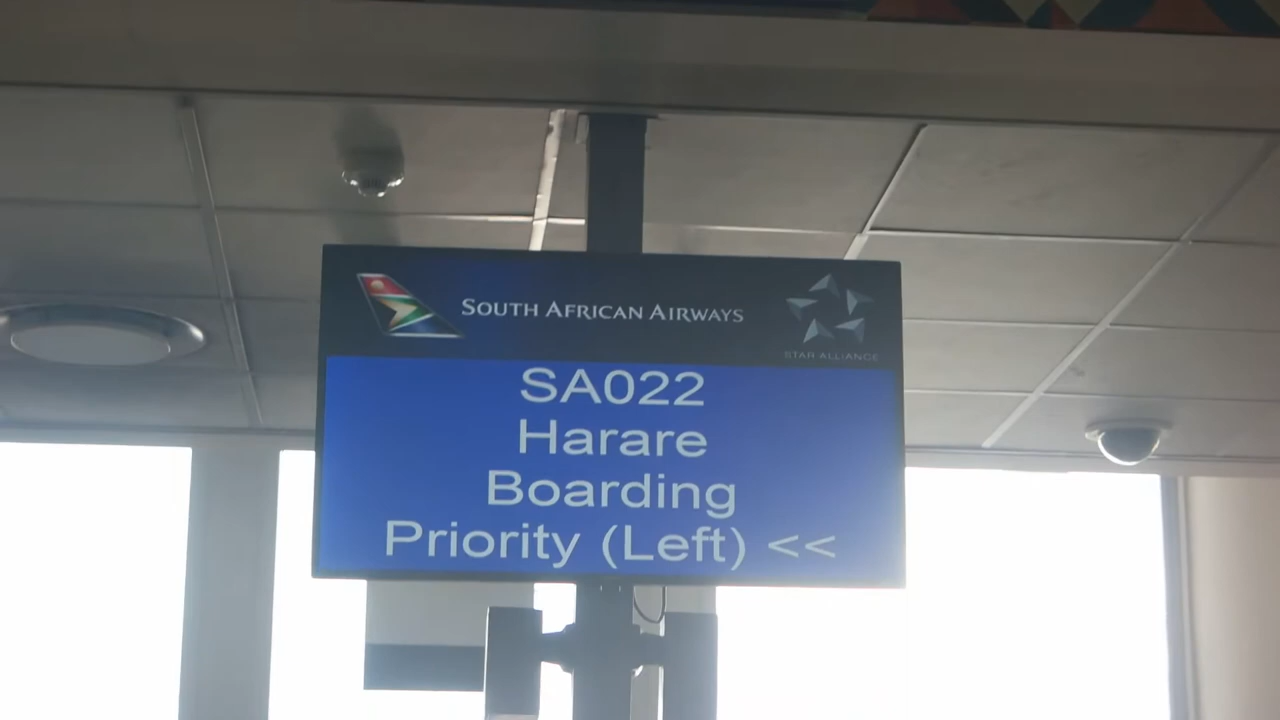 SOUTH AFRICAN AIRWAYS
STAR ALLIANCE
SA022
Harare
Boarding
Priority (Left) <<